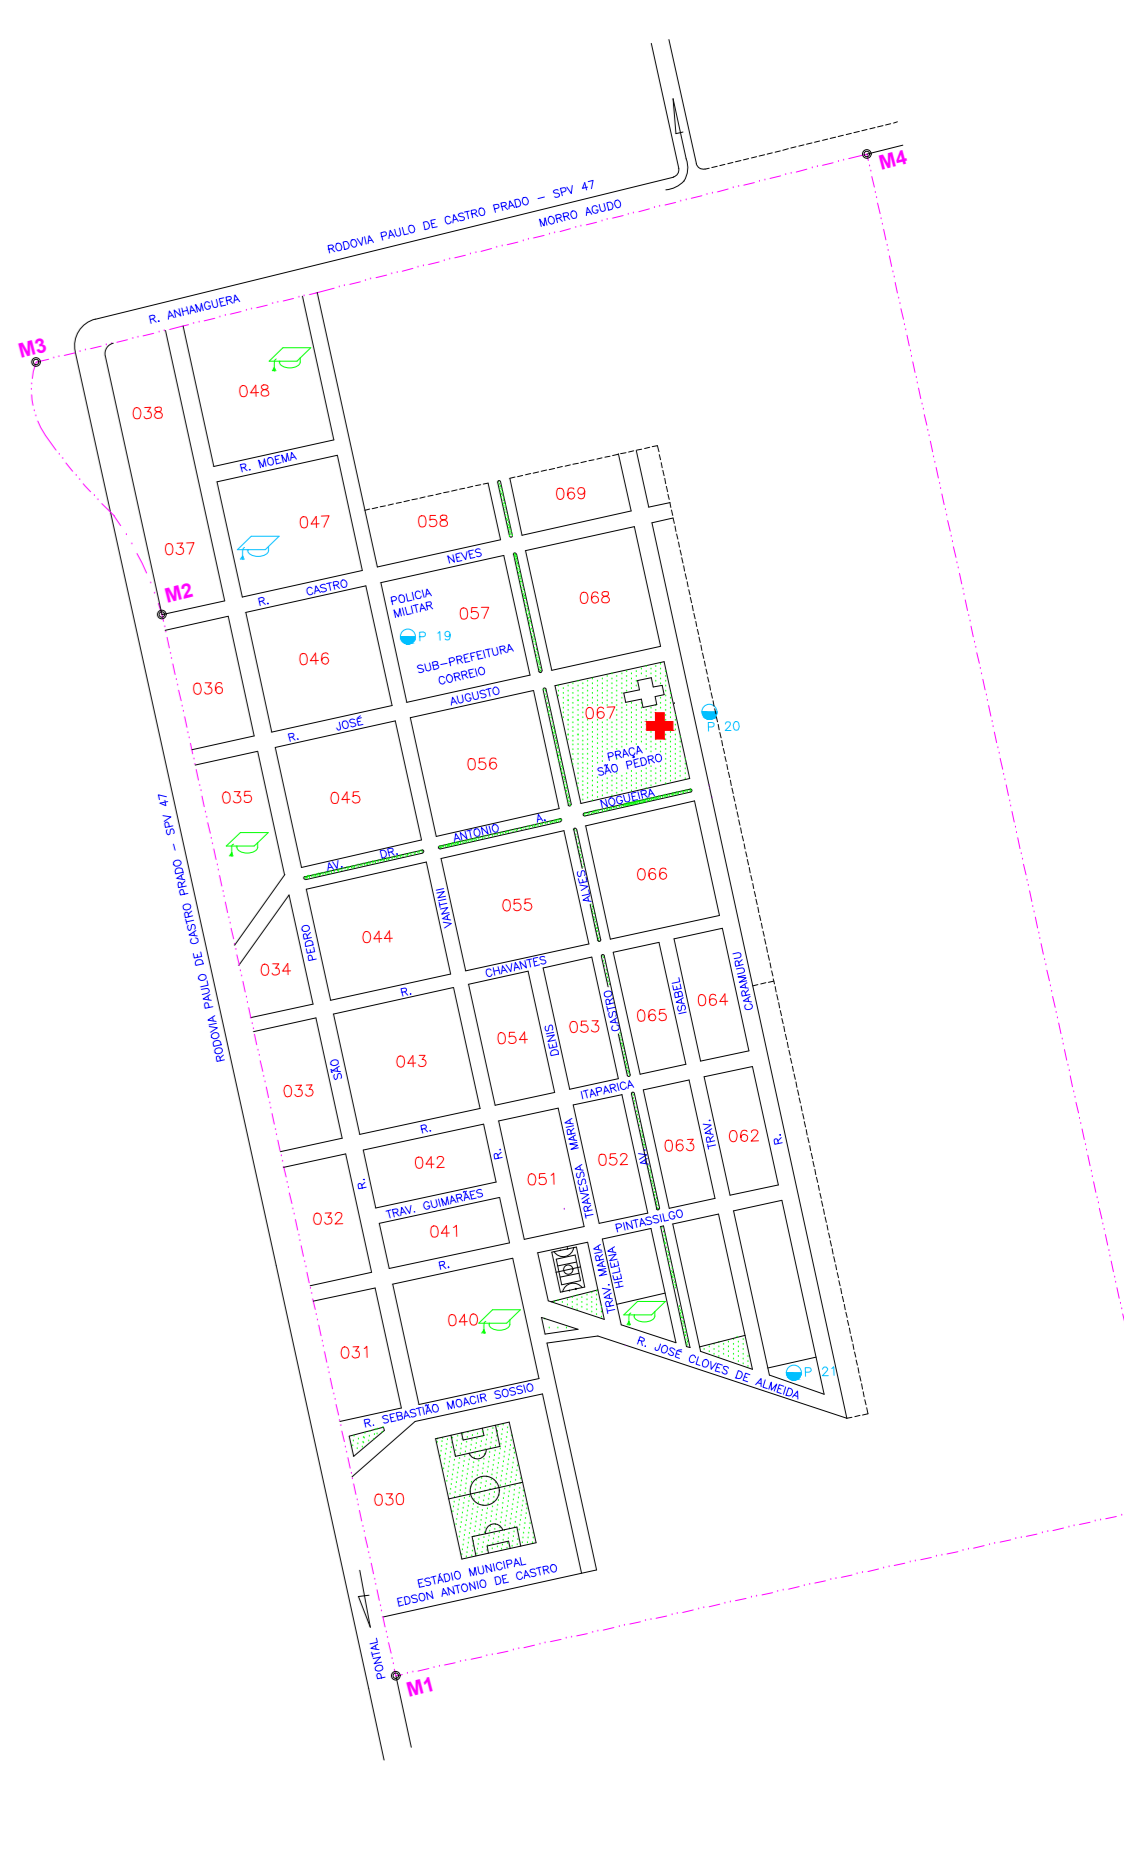 M4
RODOVIA PAULO DE CASTRO PRADO - SPV 47
MORRO AGUDO
R. ANHAMGUERA
M3
048
038
R. MOEMA
069
047
058
037
NEVES
M2
R. CASTRO
POLICIA
MILITAR
057
068
P 19
046
SUB-PREFEITURA
CORREIO
036
AUGUSTO
067
R. JOSÉ
P 20
PRAÇA
SÃO PEDRO
056
035
045
NOGUEIRA
AV. DR. ANTONIO A.
RODOVIA PAULO DE CASTRO PRADO - SPV 47
066
ALVES
055
VANTINI
044
PEDRO
034
CHAVANTES
R.
CARAMURU
ISABEL
064
CASTRO
065
053
054
DENIS
043
SÃO
033
ITAPARICA
R.
TRAV.
062
R.
063
MARIA
052
AV.
042
R.
051
R.
TRAVESSA
TRAV. GUIMARÃES
032
041
PINTASSILGO
R.
TRAV. MARIA
HELENA
040
031
R. JOSÉ CLOVES DE ALMEIDA
P 21
R. SEBASTIÃO MOACIR SOSSIO
030
ESTÁDIO MUNICIPAL
EDSON ANTONIO DE CASTRO
PONTAL
M1